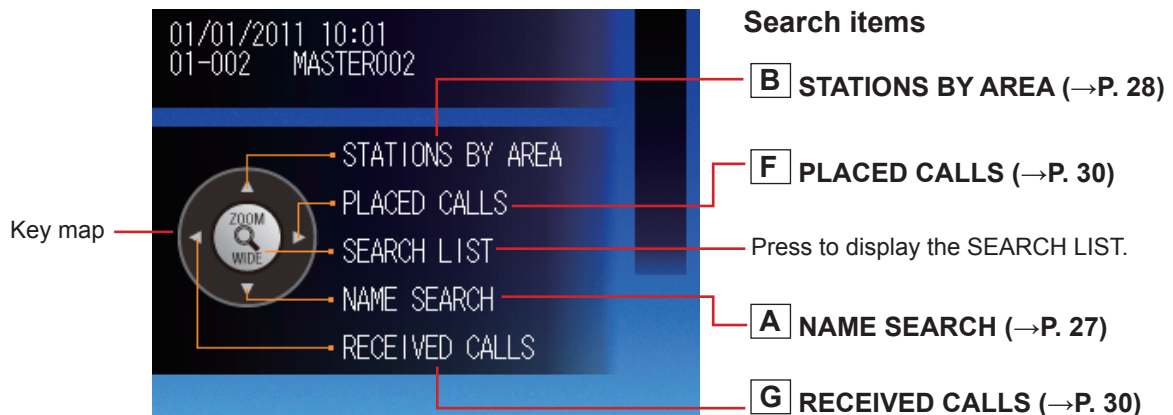 01/01/2011 10:01
01-002 MASTER002
Key map
ZOOM
WIDE
STATIONS BY AREA
PLACED CALLS
SEARCH LIST
NAME SEARCH
RECEIVED CALLS
Search items
B STATIONS BY AREA (→P. 28)
F PLACED CALLS (→P. 30)
Press to display the SEARCH LIST.
A NAME SEARCH (→P. 27)
G RECEIVED CALLS (→P. 30)